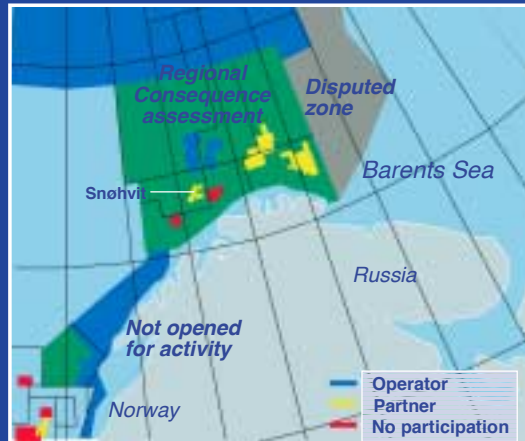 Regional
Consequence
assessment
Disputed
zone
Barents Sea
Snøhvit
Russia
Not opened
for activity
Norway
Operator
Partner
No participation